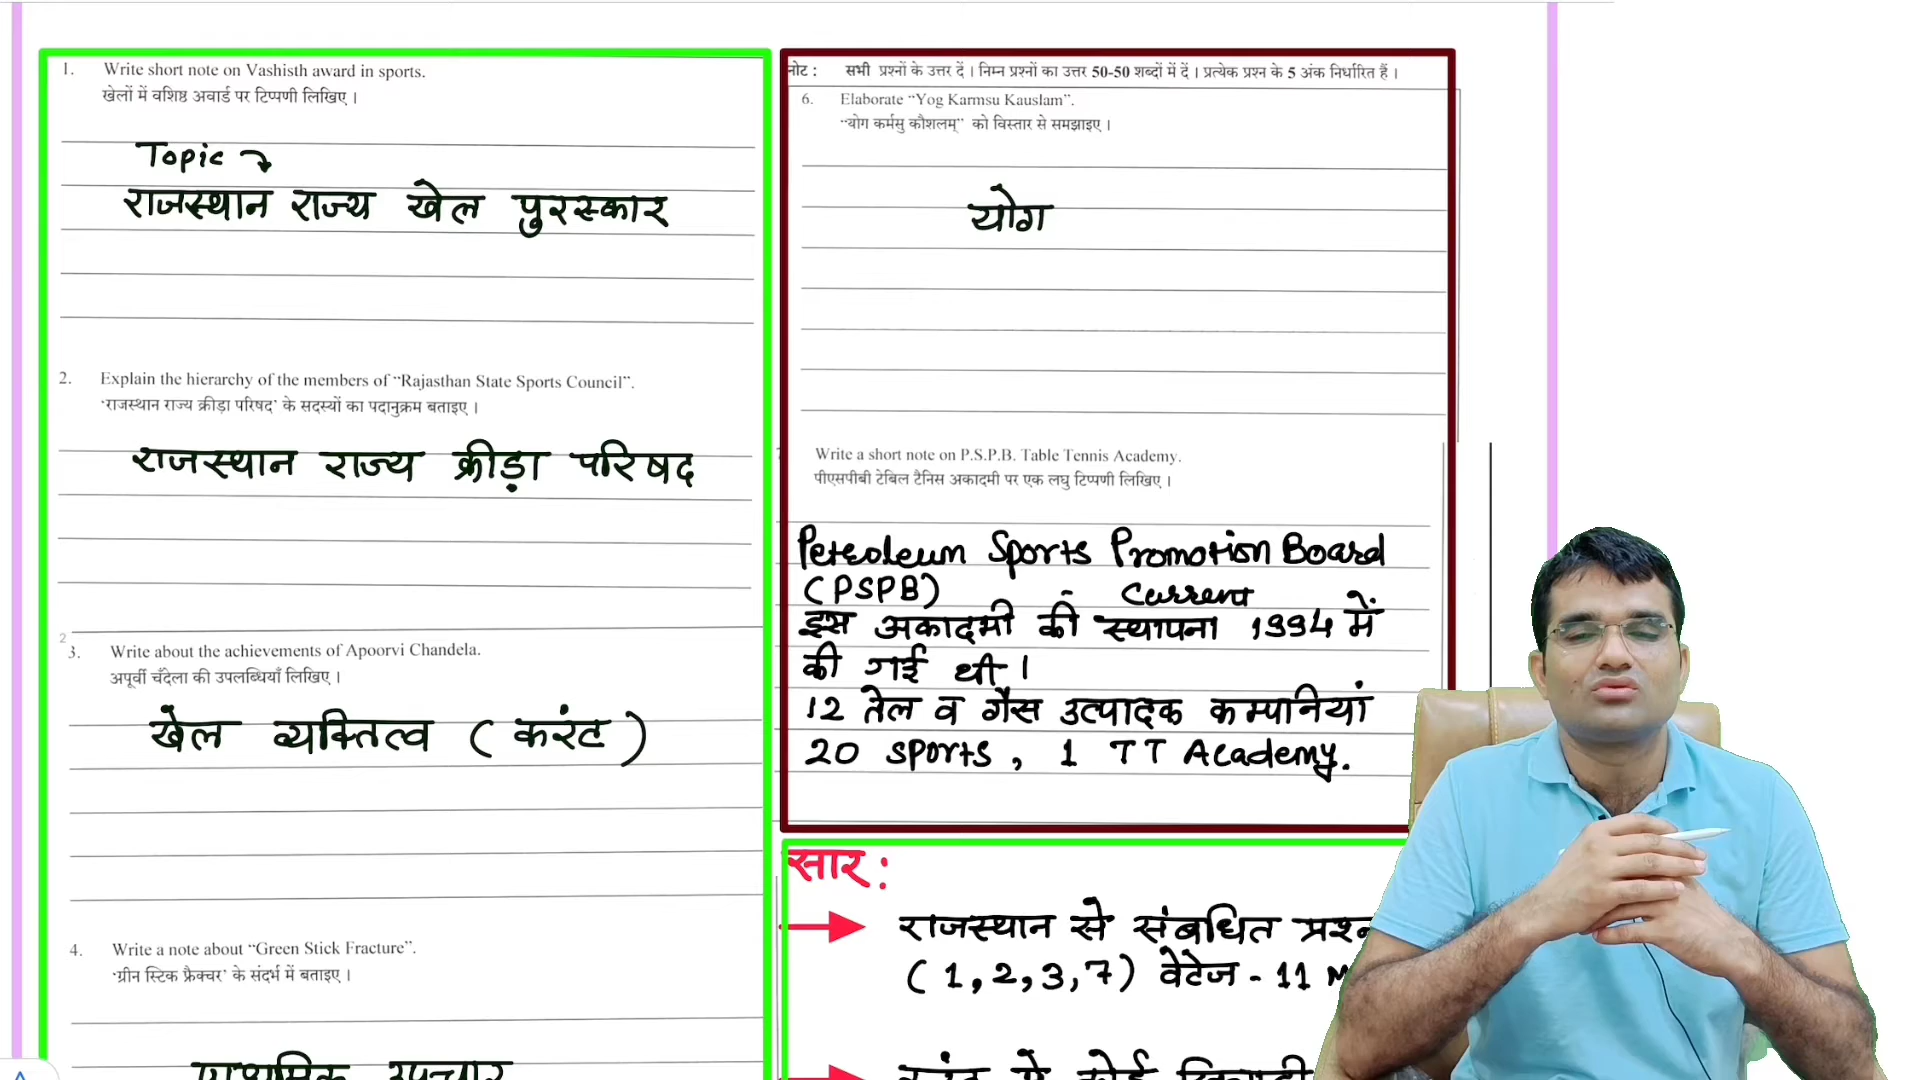 1. Write short note on Vashisth award in sports.
खेलों में वशिष्ठ अवार्ड पर टिप्पणी लिखिए ।
Topic
राजस्थान राज्य खेल पुरस्कार
2. Explain the hierarchy of the members of “Rajasthan State Sports Council”.
‘राजस्थान राज्य क्रीड़ा परिषद’ के सदस्यों का पदानुक्रम बताइए ।
राजस्थान राज्य क्रीड़ा परिषद
2
3. Write about the achievements of Apoorvi Chandela.
अपूर्वी चँदेला की उपलब्धियाँ लिखिए ।
खेल व्यक्तित्व ( करंट )
4. Write a note about “Green Stick Fracture”.
‘ग्रीन स्टिक फ्रैक्चर’ के संदर्भ में बताइए ।
प्राथमिक उपचार
नोट : सभी प्रश्नों के उत्तर दें । निम्न प्रश्नों का उत्तर 50-50 शब्दों में दें । प्रत्येक प्रश्न के 5 अंक निर्धारित हैं ।
6. Elaborate “Yog Karmsu Kauslam”.
“योग कर्मसु कौशलम्” को विस्तार से समझाइए ।
योग
Write a short note on P.S.P.B. Table Tennis Academy.
पीएसपीबी टेबिल टैनिस अकादमी पर एक लघु टिप्पणी लिखिए ।
Petroleum Sports Promotion Board
(PSPB) - Current
इस अकादमी की स्थापना 1994 में
की गई थी ।
12 तेल व गैस उत्पादक कम्पनियां
20 sports, 1 TT Academy.
सार :
राजस्थान से संबधित प्रश्न
( 1, 2, 3, 7 ) वेटेज - 11 M
करंट में कोई खिलाडी